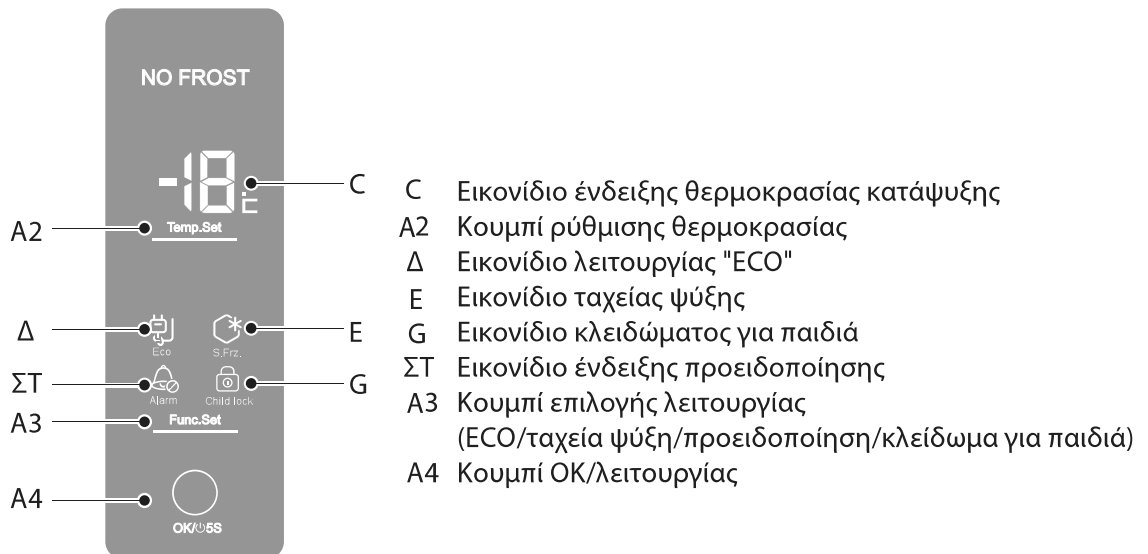 NO FROST
-18°C
C
Temp.Set
A2
Δ
Eco
S.Frz.
E
ΣΤ
Alarm
Child lock
G
A3
Func.Set
A4
OK/⏻5S
C Εικονίδιο ένδειξης θερμοκρασίας κατάψυξης
A2 Κουμπί ρύθμισης θερμοκρασίας
Δ Εικονίδιο λειτουργίας "ECO"
E Εικονίδιο ταχείας ψύξης
G Εικονίδιο κλειδώματος για παιδιά
ΣΤ Εικονίδιο ένδειξης προειδοποίησης
A3 Κουμπί επιλογής λειτουργίας
(ECO/ταχεία ψύξη/προειδοποίηση/κλείδωμα για παιδιά)
A4 Κουμπί OK/λειτουργίας